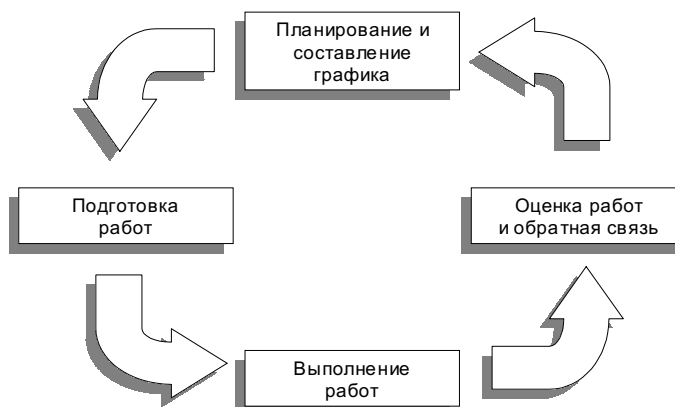 Планирование и
составление
графика
Подготовка
работ
Оценка работ
и обратная связь
Выполнение
работ